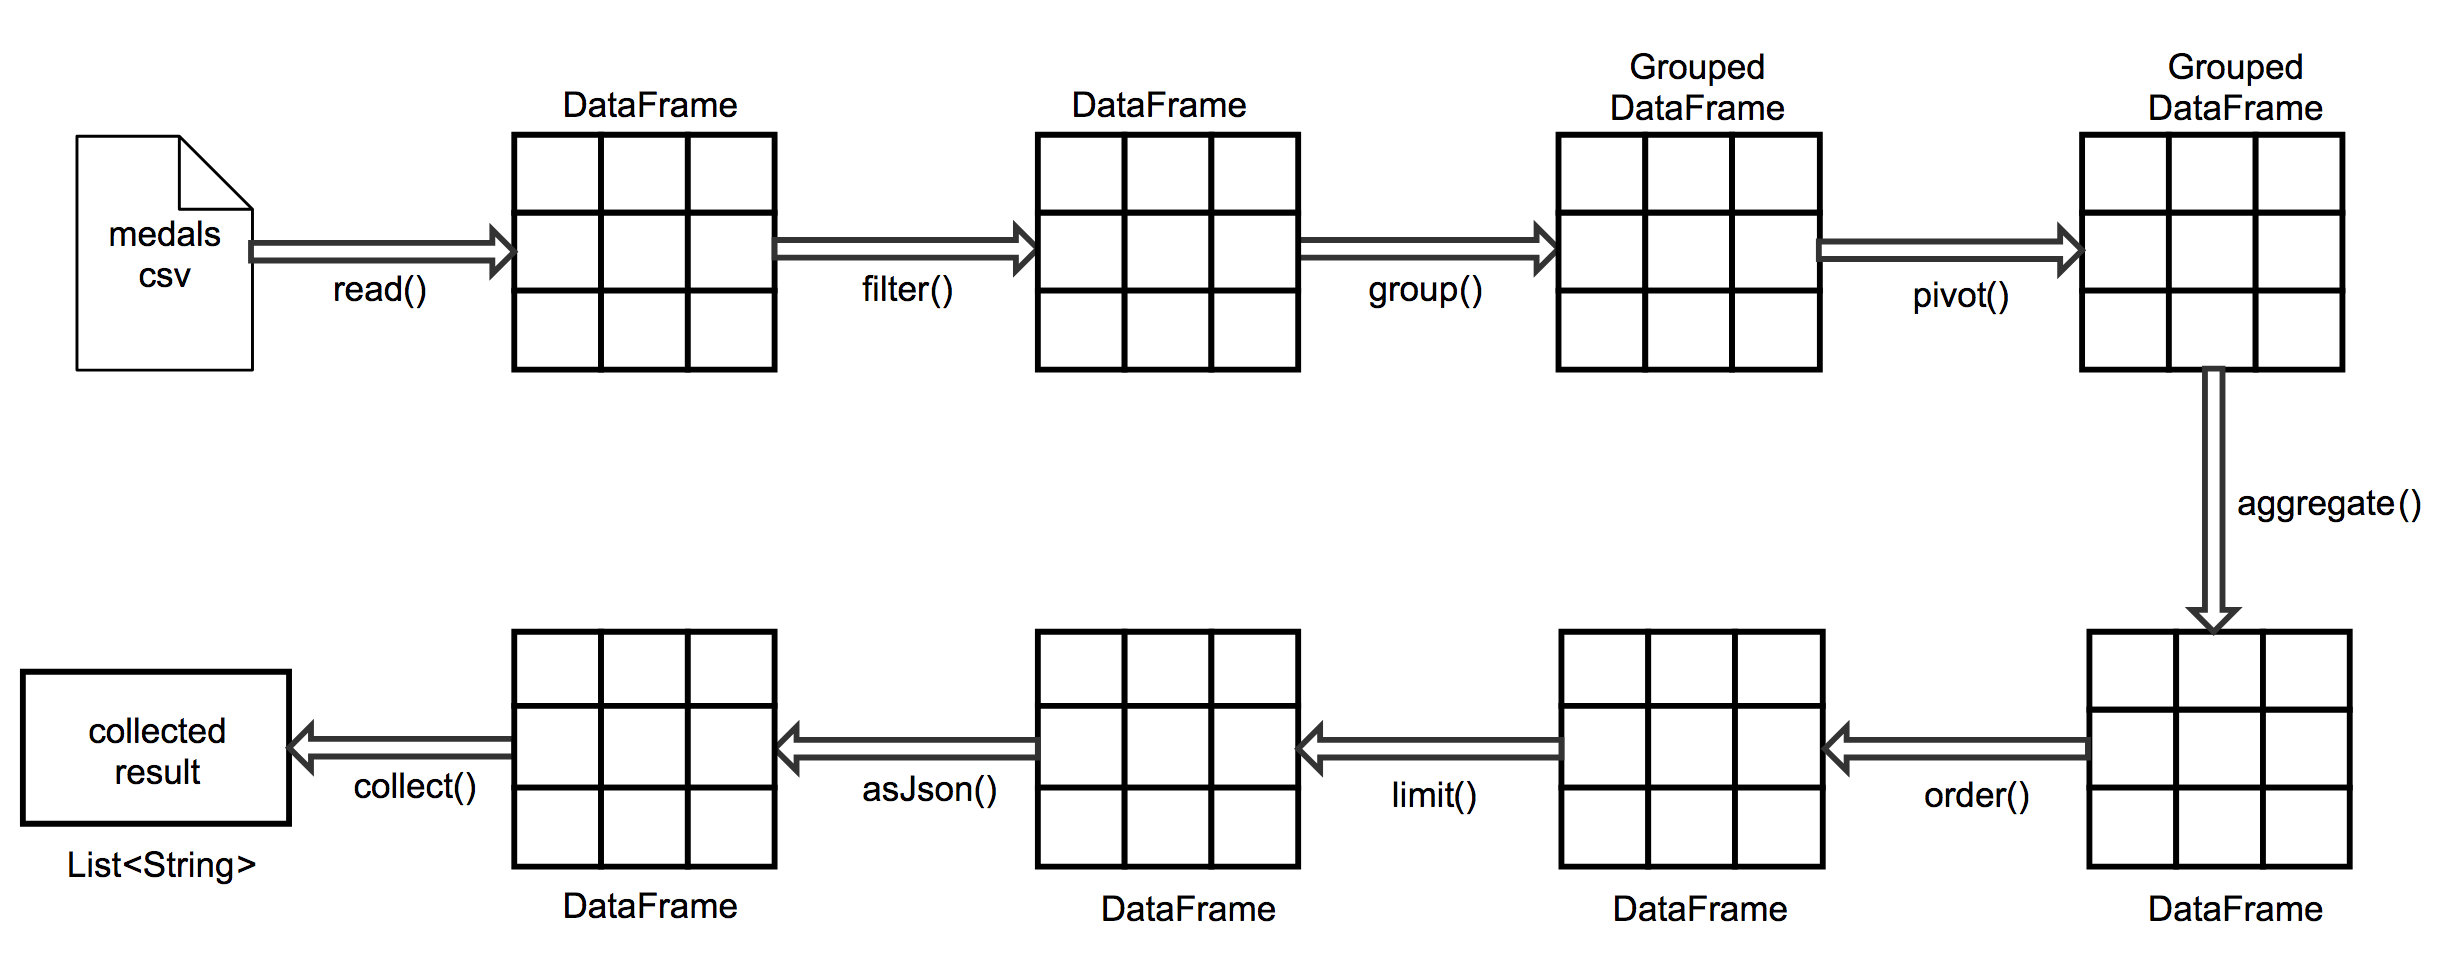 medals
csv
read()
DataFrame
filter()
DataFrame
group()
Grouped
DataFrame
pivot()
Grouped
DataFrame
aggregate()
DataFrame
order()
DataFrame
limit()
DataFrame
asJson()
DataFrame
collect()
collected
result
List<String>